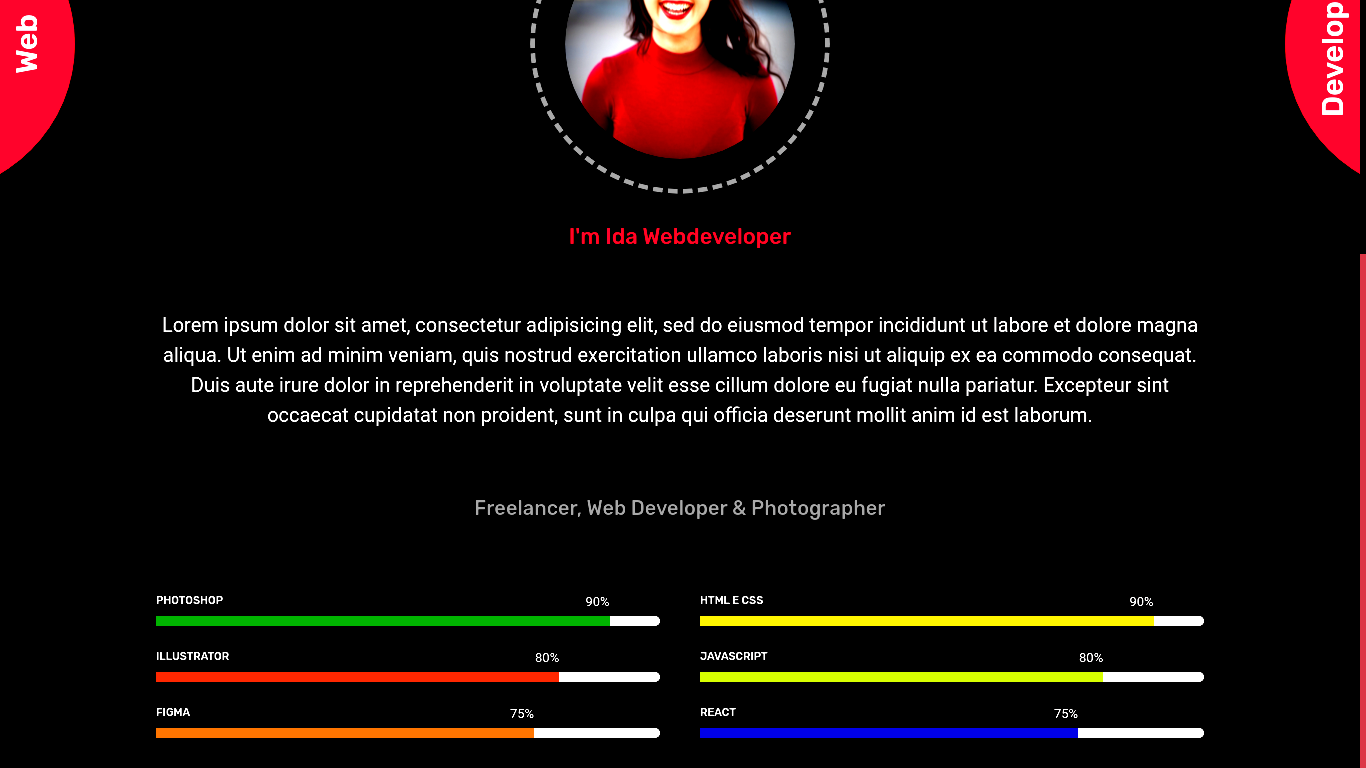 Web
Develop
I'm Ida Webdeveloper
Lorem ipsum dolor sit amet, consectetur adipisicing elit, sed do eiusmod tempor incididunt ut labore et dolore magna
aliqua. Ut enim ad minim veniam, quis nostrud exercitation ullamco laboris nisi ut aliquip ex ea commodo consequat.
Duis aute irure dolor in reprehenderit in voluptate velit esse cillum dolore eu fugiat nulla pariatur. Excepteur sint
occaecat cupidatat non proident, sunt in culpa qui officia deserunt mollit anim id est laborum.
Freelancer, Web Developer & Photographer
PHOTOSHOP 90%
ILLUSTRATOR 80%
FIGMA 75%
HTML E CSS 90%
JAVASCRIPT 80%
REACT 75%